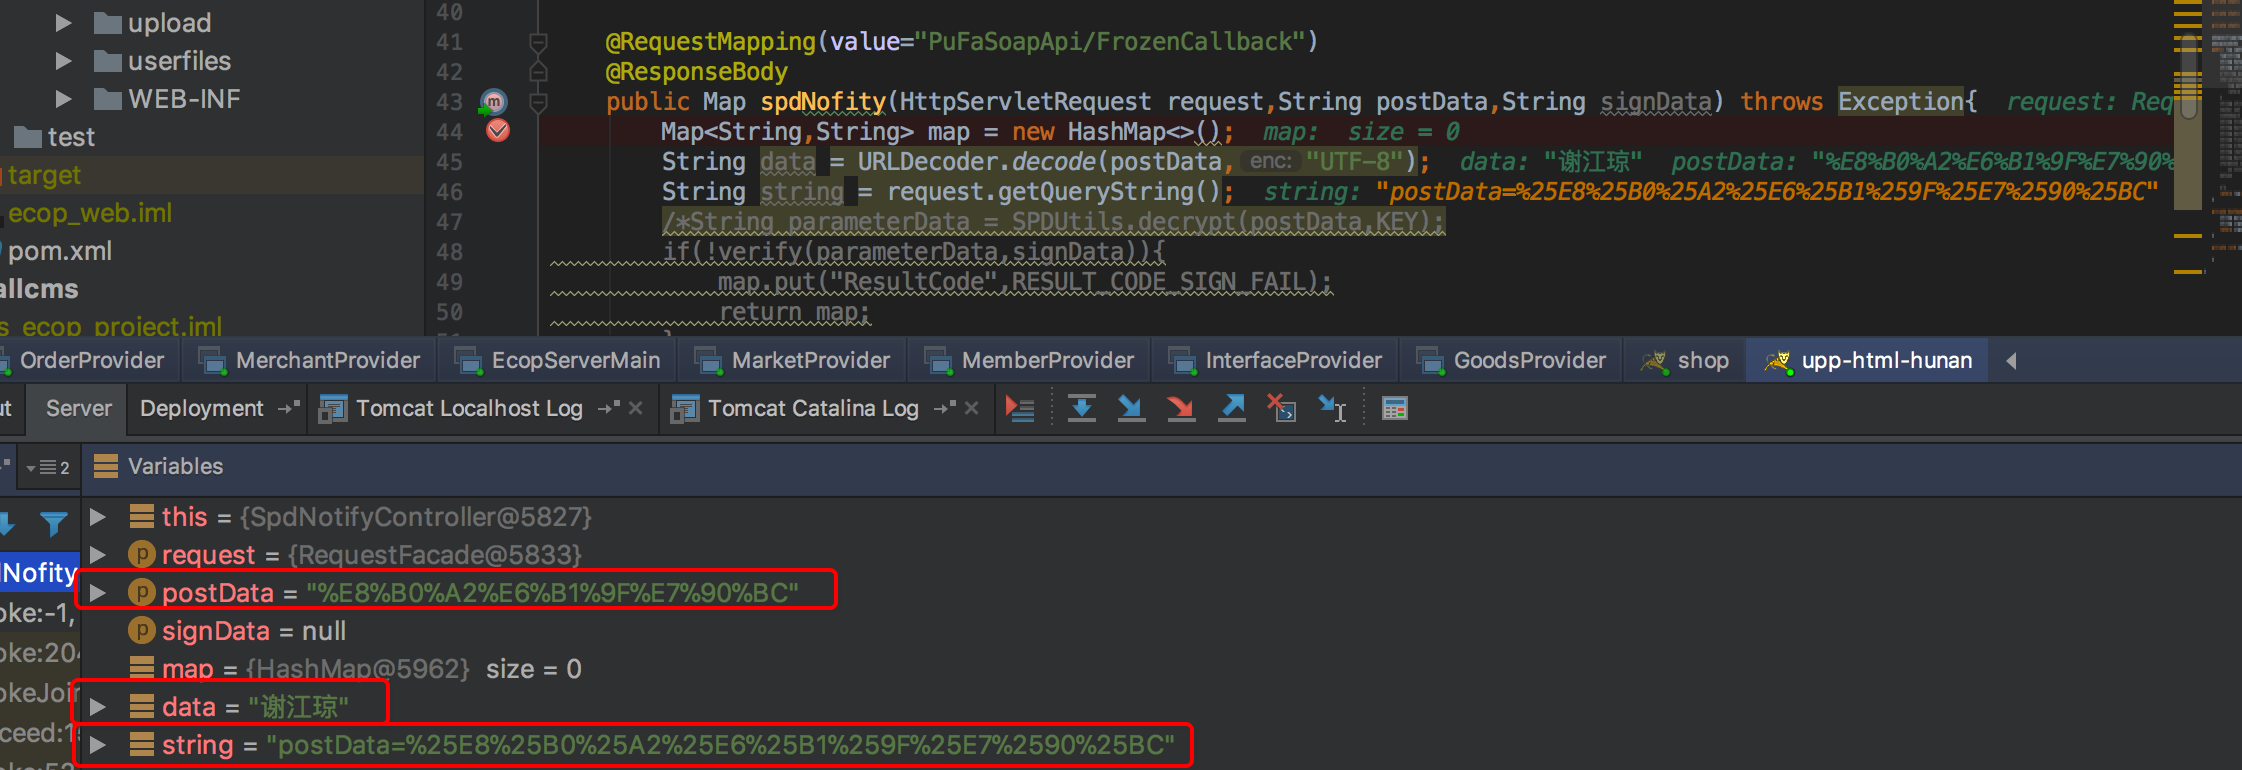 upload
userfiles
WEB-INF
test
target
ecop_web.iml
pom.xml
allcms
s_ecop_project.iml
40
41 @RequestMapping(value="PuFaSoapApi/FrozenCallback")
42 @ResponseBody
43 public Map spdNofity(HttpServletRequest request,String postData,String signData) throws Exception{ request: Req
44 Map<String,String> map = new HashMap<>(); map: size = 0
45 String data = URLDecoder.decode(postData, enc: "UTF-8"); data: "谢江琼" postData: "%E8%B0%A2%E6%B1%9F%E7%90%
46 String string = request.getQueryString(); string: "postData=%25E8%25B0%25A2%25E6%25B1%259F%25E7%2590%25BC"
47 /*String parameterData = SPDUtils.decrypt(postData,KEY);
48 if(!verify(parameterData,signData)){
49 map.put("ResultCode",RESULT_CODE_SIGN_FAIL);
50 return map;
OrderProvider MerchantProvider EcopServerMain MarketProvider MemberProvider InterfaceProvider GoodsProvider shop upp-html-hunan
ut Server Deployment Tomcat Localhost Log Tomcat Catalina Log
2 Variables
this = {SpdNotifyController@5827}
request = {RequestFacade@5833}
dNofity
postData = "%E8%B0%A2%E6%B1%9F%E7%90%BC"
oke:-1,
signData = null
oke:204
map = {HashMap@5962} size = 0
okeJoin
data = "谢江琼"
ceed:15
string = "postData=%25E8%25B0%25A2%25E6%25B1%259F%25E7%2590%25BC"